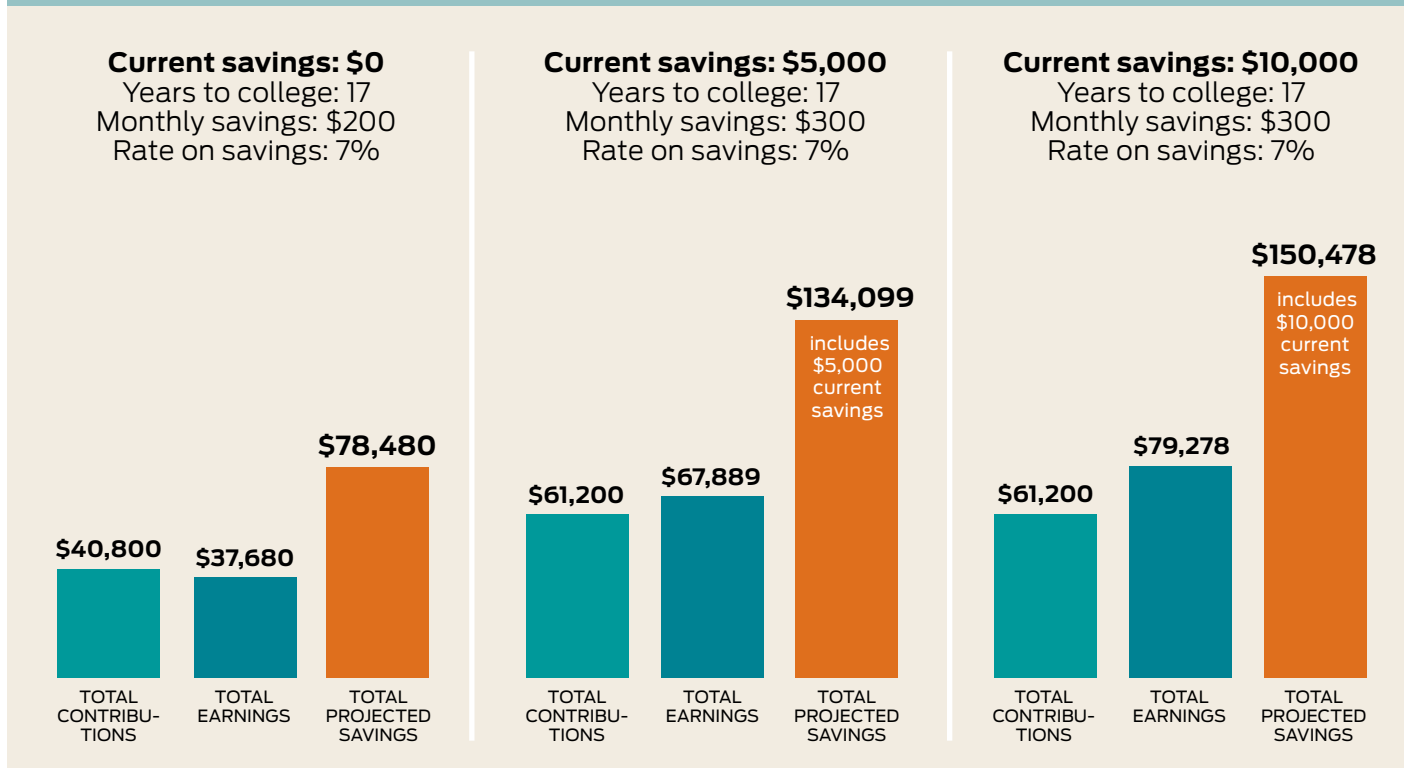 Current savings: $0
Years to college: 17
Monthly savings: $200
Rate on savings: 7%
$40,800
$37,680
$78,480
TOTAL
CONTRIBU-
TIONS
TOTAL
EARNINGS
TOTAL
PROJECTED
SAVINGS
Current savings: $5,000
Years to college: 17
Monthly savings: $300
Rate on savings: 7%
$61,200
$67,889
$134,099
includes
$5,000
current
savings
TOTAL
CONTRIBU-
TIONS
TOTAL
EARNINGS
TOTAL
PROJECTED
SAVINGS
Current savings: $10,000
Years to college: 17
Monthly savings: $300
Rate on savings: 7%
$61,200
$79,278
$150,478
includes
$10,000
current
savings
TOTAL
CONTRIBU-
TIONS
TOTAL
EARNINGS
TOTAL
PROJECTED
SAVINGS